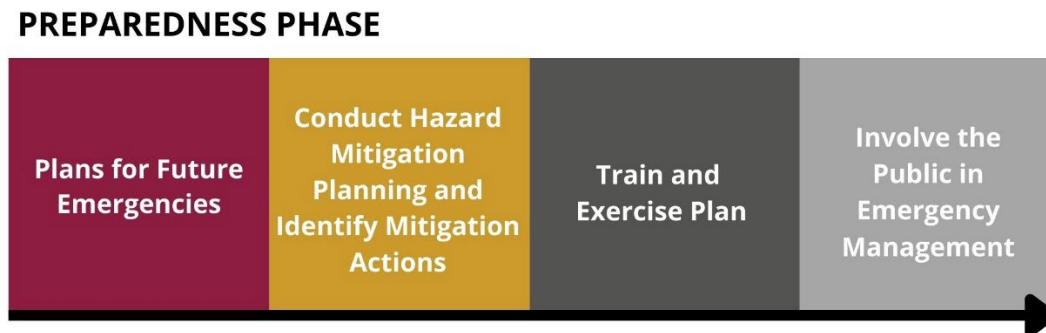 PREPAREDNESS PHASE
Plans for Future
Emergencies
Conduct Hazard
Mitigation
Planning and
Identify Mitigation
Actions
Train and
Exercise Plan
Involve the
Public in
Emergency
Management